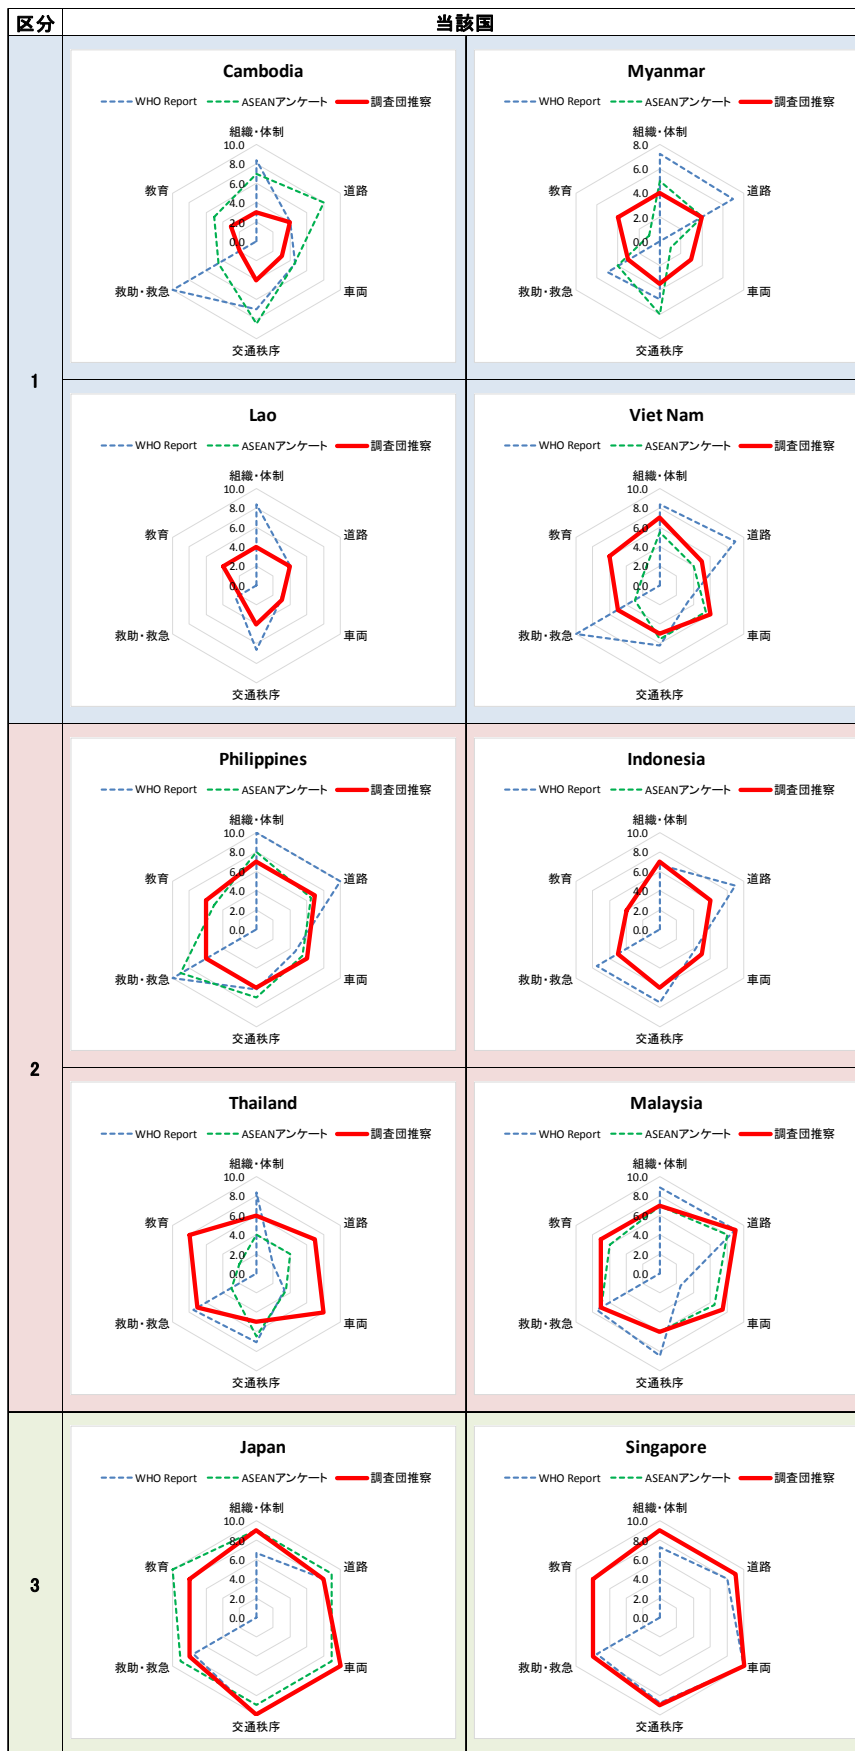 区分 当該国
1
Cambodia
WHO Report ASEANアンケート 調査団推察
組織・体制
10.0
8.0
6.0
4.0
2.0
0.0
道路
車両
交通秩序
救助・救急
教育
Myanmar
WHO Report ASEANアンケート 調査団推察
組織・体制
8.0
6.0
4.0
2.0
0.0
道路
車両
交通秩序
救助・救急
教育
Lao
WHO Report ASEANアンケート 調査団推察
組織・体制
10.0
8.0
6.0
4.0
2.0
0.0
道路
車両
交通秩序
救助・救急
教育
Viet Nam
WHO Report ASEANアンケート 調査団推察
組織・体制
10.0
8.0
6.0
4.0
2.0
0.0
道路
車両
交通秩序
救助・救急
教育
2
Philippines
WHO Report ASEANアンケート 調査団推察
組織・体制
10.0
8.0
6.0
4.0
2.0
0.0
道路
車両
交通秩序
救助・救急
教育
Indonesia
WHO Report ASEANアンケート 調査団推察
組織・体制
10.0
8.0
6.0
4.0
2.0
0.0
道路
車両
交通秩序
救助・救急
教育
Thailand
WHO Report ASEANアンケート 調査団推察
組織・体制
10.0
8.0
6.0
4.0
2.0
0.0
道路
車両
交通秩序
救助・救急
教育
Malaysia
WHO Report ASEANアンケート 調査団推察
組織・体制
10.0
8.0
6.0
4.0
2.0
0.0
道路
車両
交通秩序
救助・救急
教育
3
Japan
WHO Report ASEANアンケート 調査団推察
組織・体制
10.0
8.0
6.0
4.0
2.0
0.0
道路
車両
交通秩序
救助・救急
教育
Singapore
WHO Report ASEANアンケート 調査団推察
組織・体制
10.0
8.0
6.0
4.0
2.0
0.0
道路
車両
交通秩序
救助・救急
教育